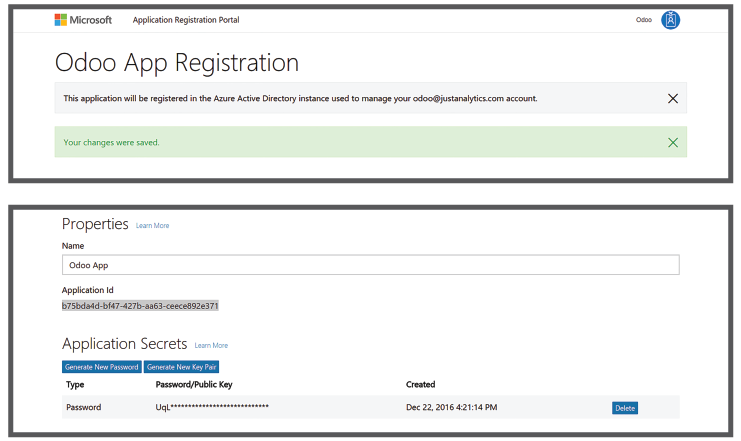 Microsoft Application Registration Portal Odoo
Odoo App Registration
This application will be registered in the Azure Active Directory instance used to manage your odoo@justanalytics.com account.
Your changes were saved.
Properties Learn More
Name
Odoo App
Application Id
b75bda4d-bf47-427b-aa63-ceece892e371
Application Secrets Learn More
Generate New Password Generate New Key Pair
Type Password/Public Key Created
Password UqL**************************** Dec 22, 2016 4:21:14 PM Delete